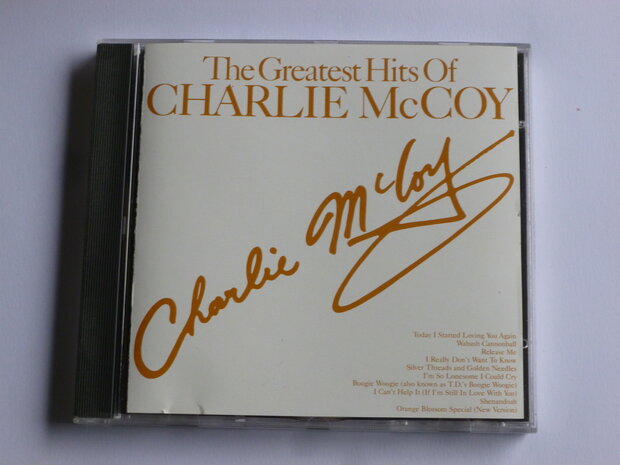 The Greatest Hits Of
CHARLIE McCOY
Charlie McCoy
Today I Started Loving You Again
Wabash Cannonball
Release Me
I Really Don't Want To Know
Silver Threads and Golden Needles
I'm So Lonesome I Could Cry
Boogie Woogie (also known as T.D.'s Boogie Woogie)
I Can't Help It (If I'm Still In Love With You)
Shenandoah
Orange Blossom Special (New Version)